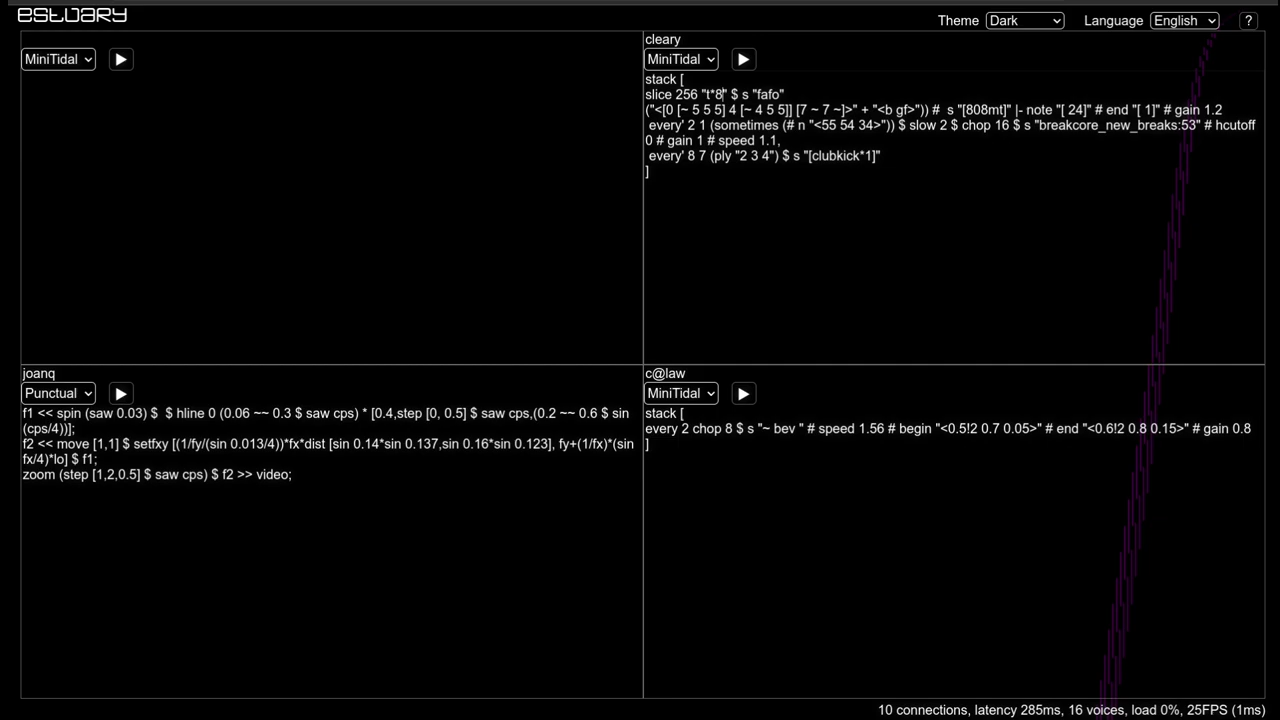 estuary
Theme Dark Language English ?
MiniTidal
cleary
MiniTidal
stack [
slice 256 "t*8" $ s "fafo"
("<[0 [~ 5 5 5] 4 [~ 4 5 5]] [7 ~ 7 ~]>" + "<b gf>")) #  s "[808mt]" |- note "[ 24]" # end "[ 1]" # gain 1.2
every' 2 1 (sometimes (# n "<55 54 34>")) $ slow 2 $ chop 16 $ s "breakcore_new_breaks:53" # hcutoff
0 # gain 1 # speed 1.1,
every' 8 7 (ply "2 3 4") $ s "[clubkick*1]"
]
joanq
Punctual
f1 << spin (saw 0.03) $  $ hline 0 (0.06 ~~ 0.3 $ saw cps) * [0.4,step [0, 0.5] $ saw cps,(0.2 ~~ 0.6 $ sin
(cps/4))];
f2 << move [1,1] $ setfxy [(1/fy/(sin 0.013/4))*fx*dist [sin 0.14*sin 0.137,sin 0.16*sin 0.123], fy+(1/fx)*(sin
fx/4)*lo] $ f1;
zoom (step [1,2,0.5] $ saw cps) $ f2 >> video;
c@law
MiniTidal
stack [
every 2 chop 8 $ s "~ bev " # speed 1.56 # begin "<0.5!2 0.7 0.05>" # end "<0.6!2 0.8 0.15>" # gain 0.8
]
10 connections, latency 285ms, 16 voices, load 0%, 25FPS (1ms)